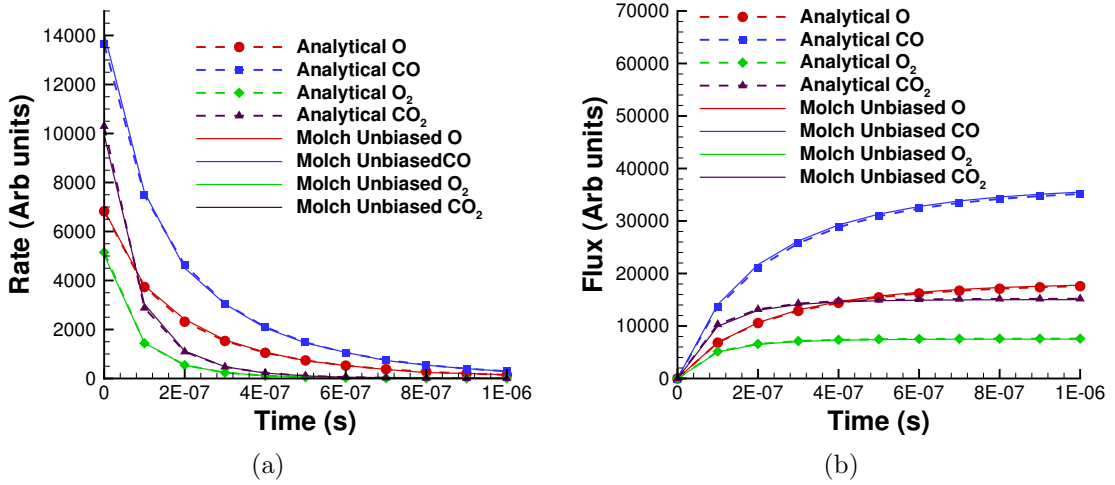 14000
12000
10000
8000
6000
4000
2000
0
Rate (Arb units)
Analytical O
Analytical CO
Analytical O₂
Analytical CO₂
Molch Unbiased O
Molch UnbiasedCO
Molch Unbiased O₂
Molch Unbiased CO₂
0 2E-07 4E-07 6E-07 8E-07 1E-06
Time (s)
(a)
70000
60000
50000
40000
30000
20000
10000
0
Flux (Arb units)
Analytical O
Analytical CO
Analytical O₂
Analytical CO₂
Molch Unbiased O
Molch Unbiased CO
Molch Unbiased O₂
Molch Unbiased CO₂
0 2E-07 4E-07 6E-07 8E-07 1E-06
Time (s)
(b)